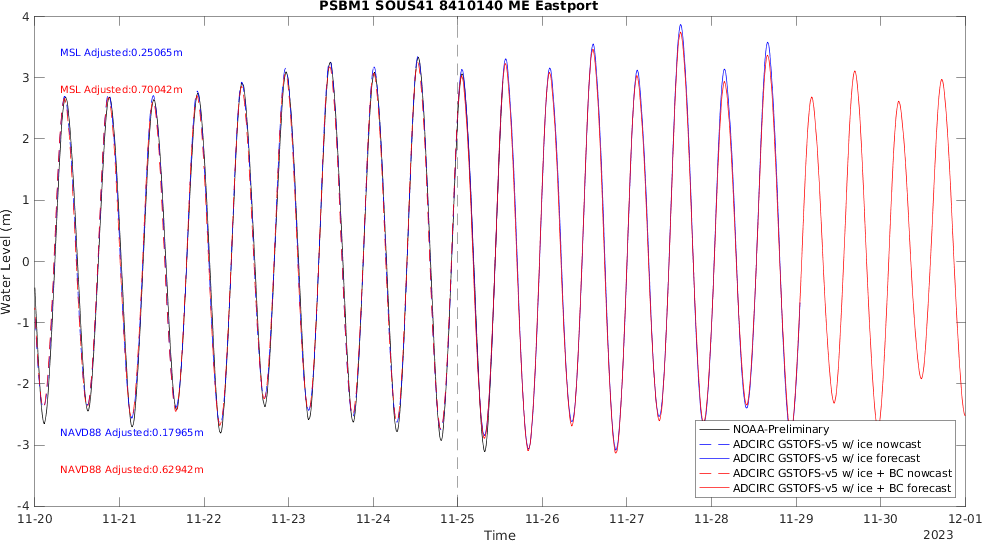 PSBM1 SOUS41 8410140 ME Eastport
4
3
2
1
0
-1
-2
-3
-4
Water Level (m)
MSL Adjusted:0.25065m
MSL Adjusted:0.70042m
NAVD88 Adjusted:0.17965m
NAVD88 Adjusted:0.62942m
NOAA-Preliminary
ADCIRC GSTOFS-v5 w/ ice nowcast
ADCIRC GSTOFS-v5 w/ ice forecast
ADCIRC GSTOFS-v5 w/ ice + BC nowcast
ADCIRC GSTOFS-v5 w/ ice + BC forecast
11-20 11-21 11-22 11-23 11-24 11-25 11-26 11-27 11-28 11-29 11-30 12-01
Time
2023